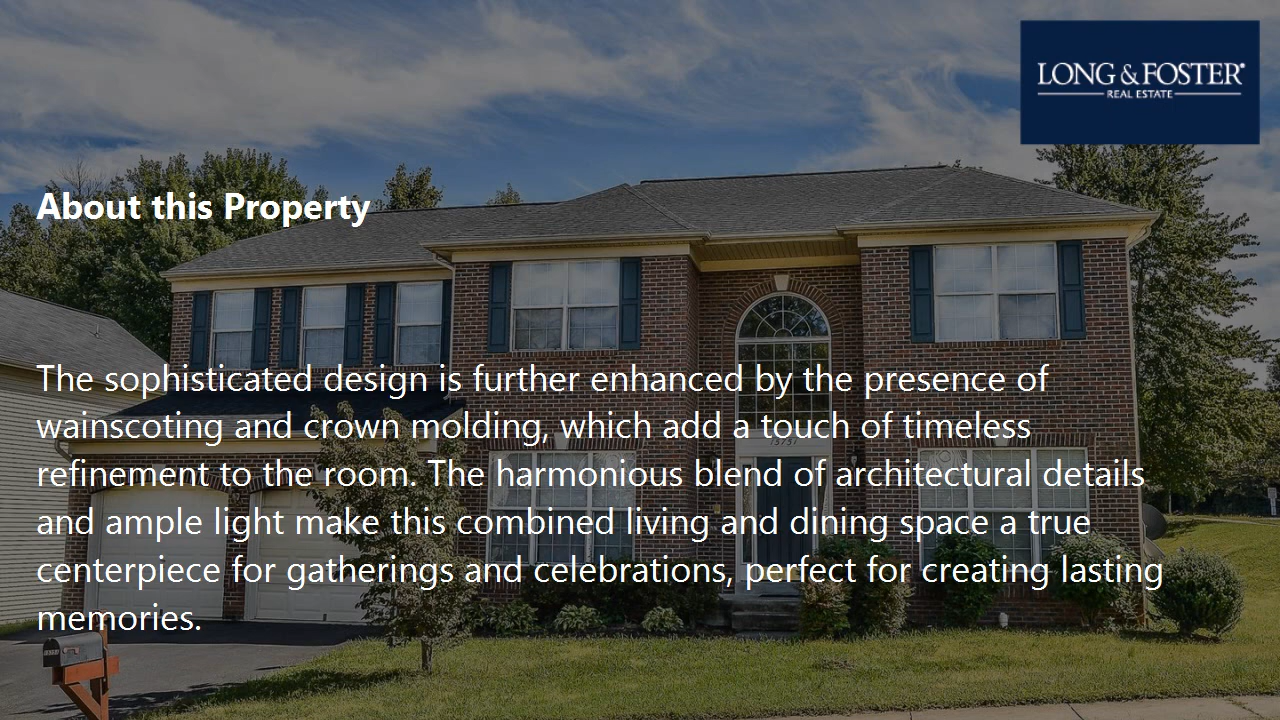 LONG & FOSTER
REAL ESTATE
About this Property
The sophisticated design is further enhanced by the presence of
wainscoting and crown molding, which add a touch of timeless
refinement to the room. The harmonious blend of architectural details
and ample light make this combined living and dining space a true
centerpiece for gatherings and celebrations, perfect for creating lasting
memories.